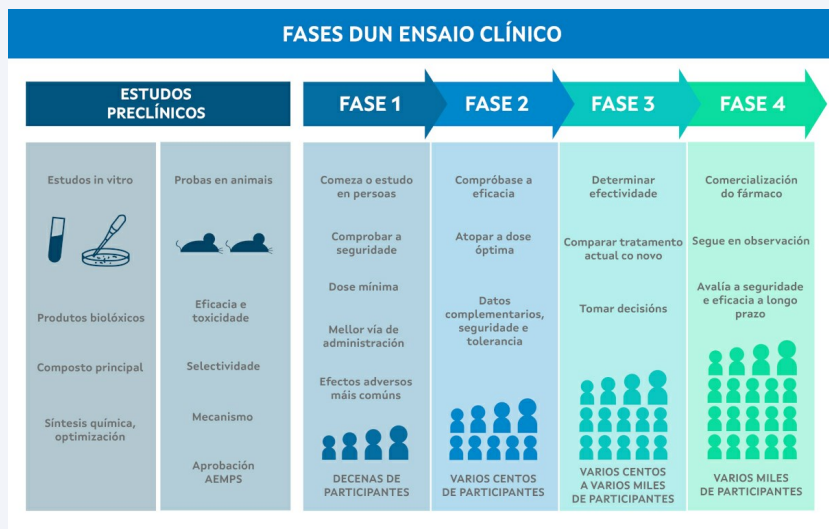 FASES DUN ENSAIO CLÍNICO
ESTUDOS
PRECLÍNICOS
Estudos in vitro
Produtos biolóxicos
Composto principal
Síntesis química,
optimización
Probas en animais
Eficacia e
toxicidade
Selectividade
Mecanismo
Aprobación
AEMPS
FASE 1
Comeza o estudo
en persoas
Comprobar a
seguridade
Dose mínima
Mellor vía de
administración
Efectos adversos
máis comúns
DECENAS DE
PARTICIPANTES
FASE 2
Compróbase a
eficacia
Atopar a dose
óptima
Datos
complementarios,
seguridade e
tolerancia
VARIOS CENTOS
DE PARTICIPANTES
FASE 3
Determinar
efectividade
Comparar tratamento
actual co novo
Tomar decisións
VARIOS CENTOS
A VARIOS MILES
DE PARTICIPANTES
FASE 4
Comercialización
do fármaco
Segue en observación
Avalía a seguridade
e eficacia a longo
prazo
VARIOS MILES
DE PARTICIPANTES